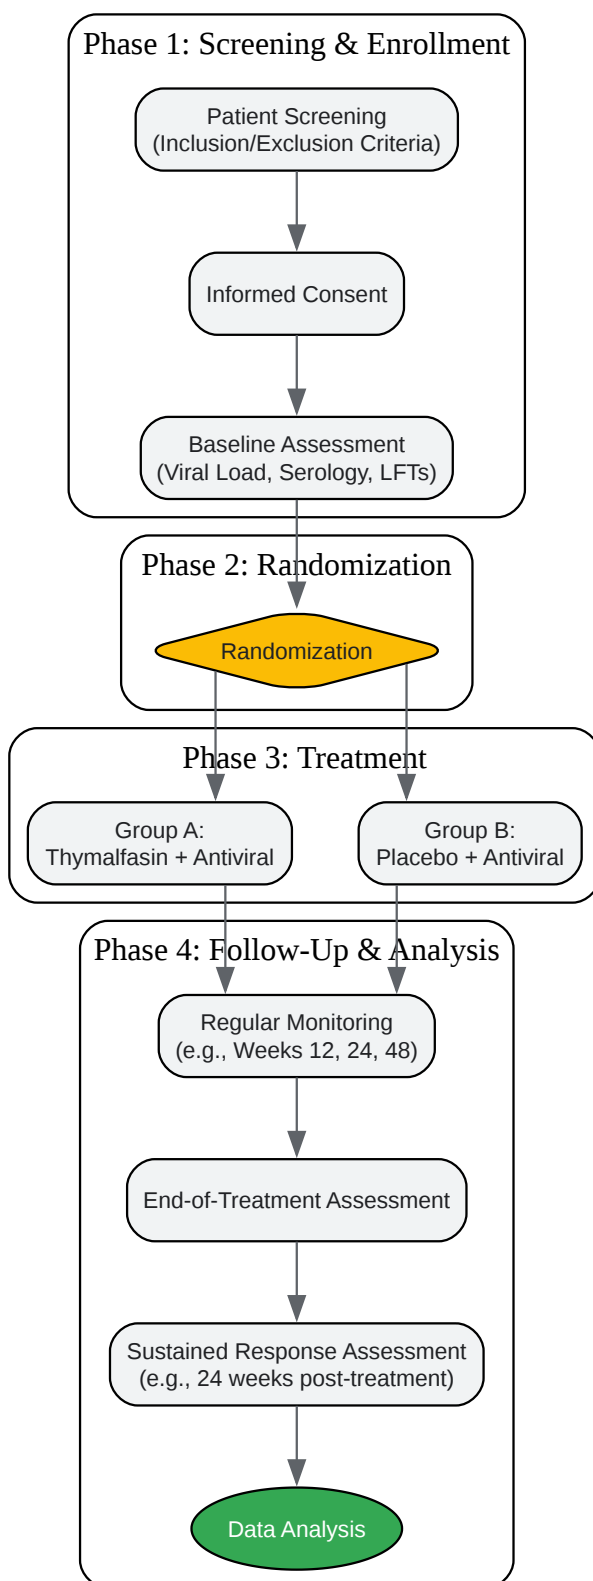 Phase 1: Screening & Enrollment
Patient Screening
(Inclusion/Exclusion Criteria)
Informed Consent
Baseline Assessment
(Viral Load, Serology, LFTs)
Phase 2: Randomization
Randomization
Phase 3: Treatment
Group A:
Thymalfasin + Antiviral
Group B:
Placebo + Antiviral
Phase 4: Follow-Up & Analysis
Regular Monitoring
(e.g., Weeks 12, 24, 48)
End-of-Treatment Assessment
Sustained Response Assessment
(e.g., 24 weeks post-treatment)
Data Analysis